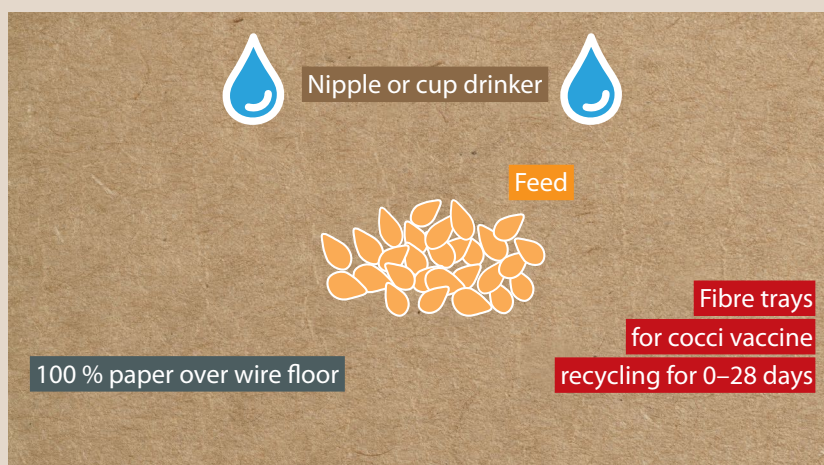 Nipple or cup drinker
Feed
Fibre trays
for cocci vaccine
recycling for 0–28 days
100 % paper over wire floor